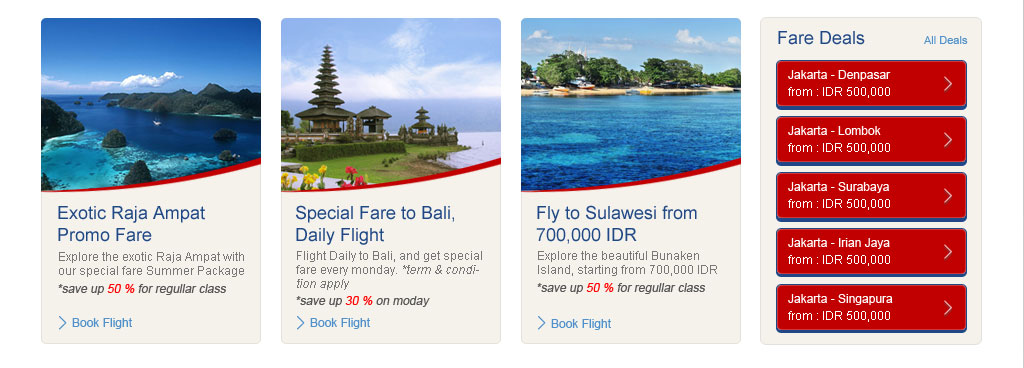 Exotic Raja Ampat
Promo Fare
Explore the exotic Raja Ampat with
our special fare Summer Package
*save up 50 % for regullar class
Book Flight
Special Fare to Bali,
Daily Flight
Flight Daily to Bali, and get special
fare every monday. *term & condi-
tion apply
*save up 30 % on moday
Book Flight
Fly to Sulawesi from
700,000 IDR
Explore the beautiful Bunaken
Island, starting from 700,000 IDR
*save up 50 % for regullar class
Book Flight
Fare Deals
All Deals
Jakarta - Denpasar
from : IDR 500,000
Jakarta - Lombok
from : IDR 500,000
Jakarta - Surabaya
from : IDR 500,000
Jakarta - Irian Jaya
from : IDR 500,000
Jakarta - Singapura
from : IDR 500,000